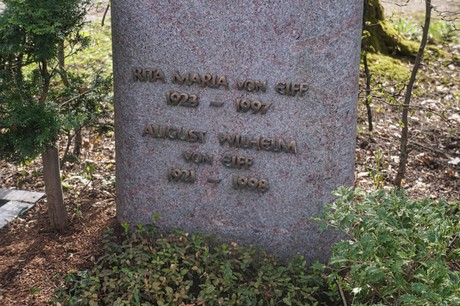 RITA MARIA VON GIFF
1923 – 1997
AUGUST WILHELM
VON GIFF
1921 – 1998